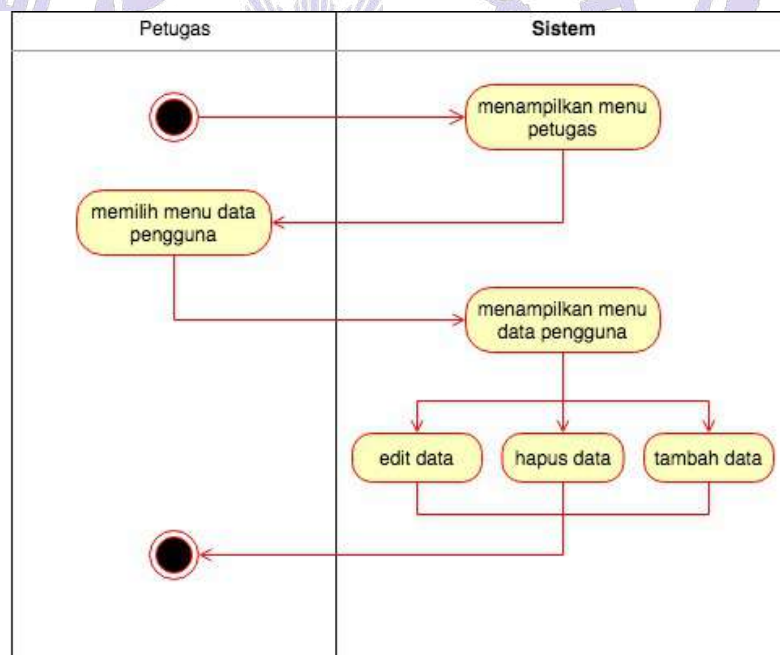 Petugas
Sistem
menampilkan menu
petugas
memilih menu data
pengguna
menampilkan menu
data pengguna
edit data
hapus data
tambah data